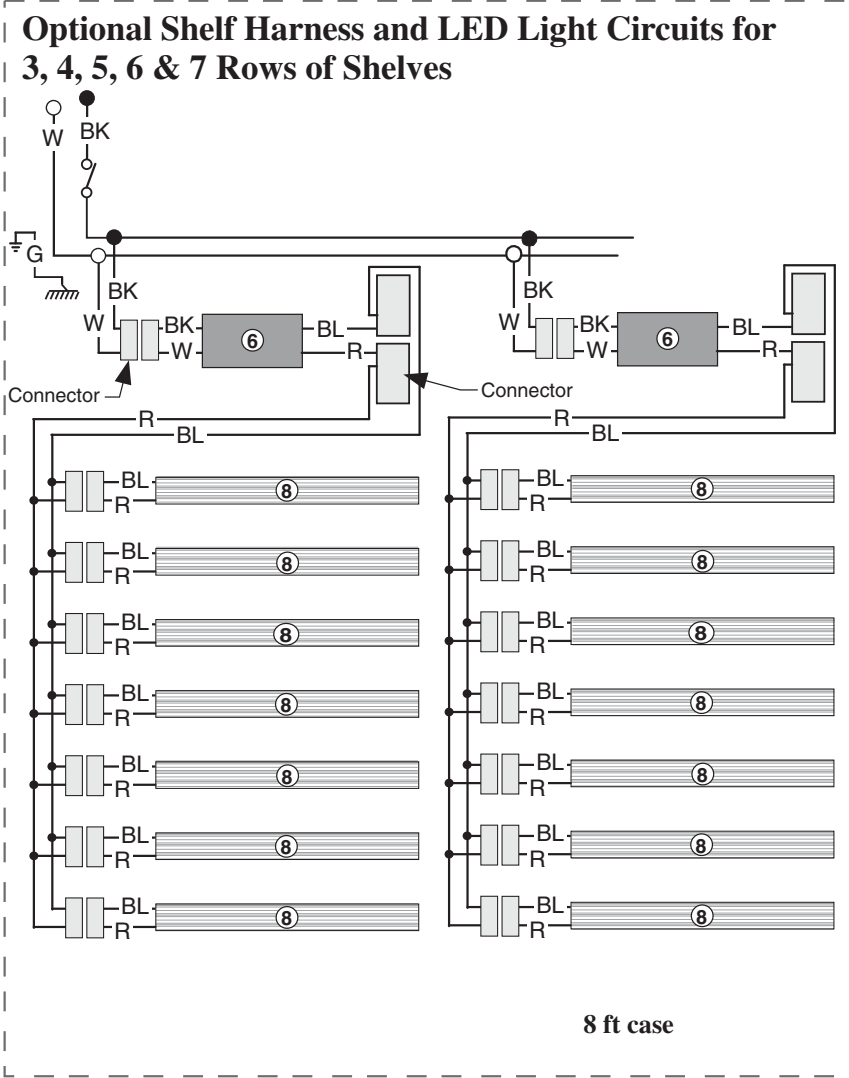 Optional Shelf Harness and LED Light Circuits for
3, 4, 5, 6 & 7 Rows of Shelves
W
BK
G
BK
W
BK
W
6
BL
R
Connector
Connector
BK
W
BK
W
6
BL
R
R
BL
R
BL
BL
R
8
BL
R
8
BL
R
8
BL
R
8
BL
R
8
BL
R
8
BL
R
8
BL
R
8
BL
R
8
BL
R
8
BL
R
8
BL
R
8
BL
R
8
BL
R
8
8 ft case